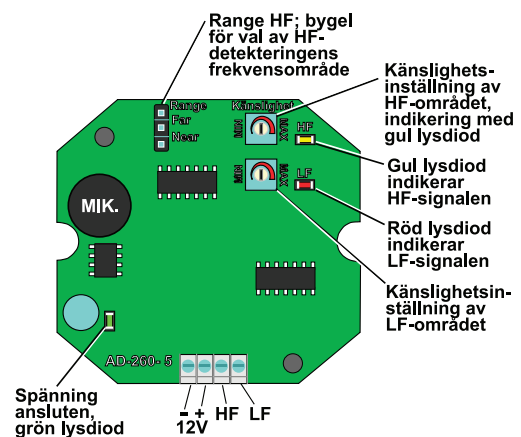 Range HF; bygel
för val av HF-
detekteringens
frekvensområde
Känslighets-
inställning av
HF-området,
indikering med
gul lysdiod
Gul lysdiod
indikerar
HF-signalen
Röd lysdiod
indikerar
LF-signalen
Känslighetsin-
ställning av
LF-området
Range
Far
Near
Känslighet
MIN
MAX
HF
MIN
MAX
LF
MIK.
AD-260- 5
Spänning
ansluten,
grön lysdiod
- + HF LF
12V